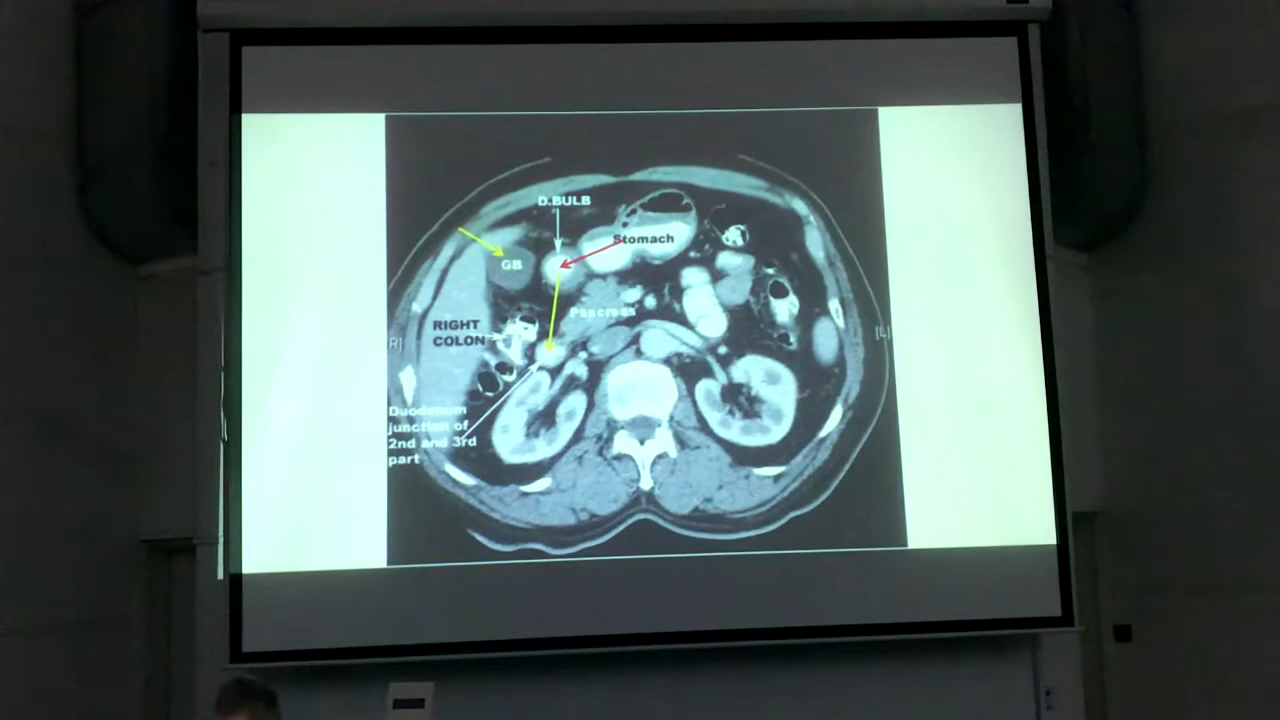 D.BULB
Stomach
GB
Pancreas
RIGHT
COLON
[R]
[L]
Duodenum
junction of
2nd and 3rd
part